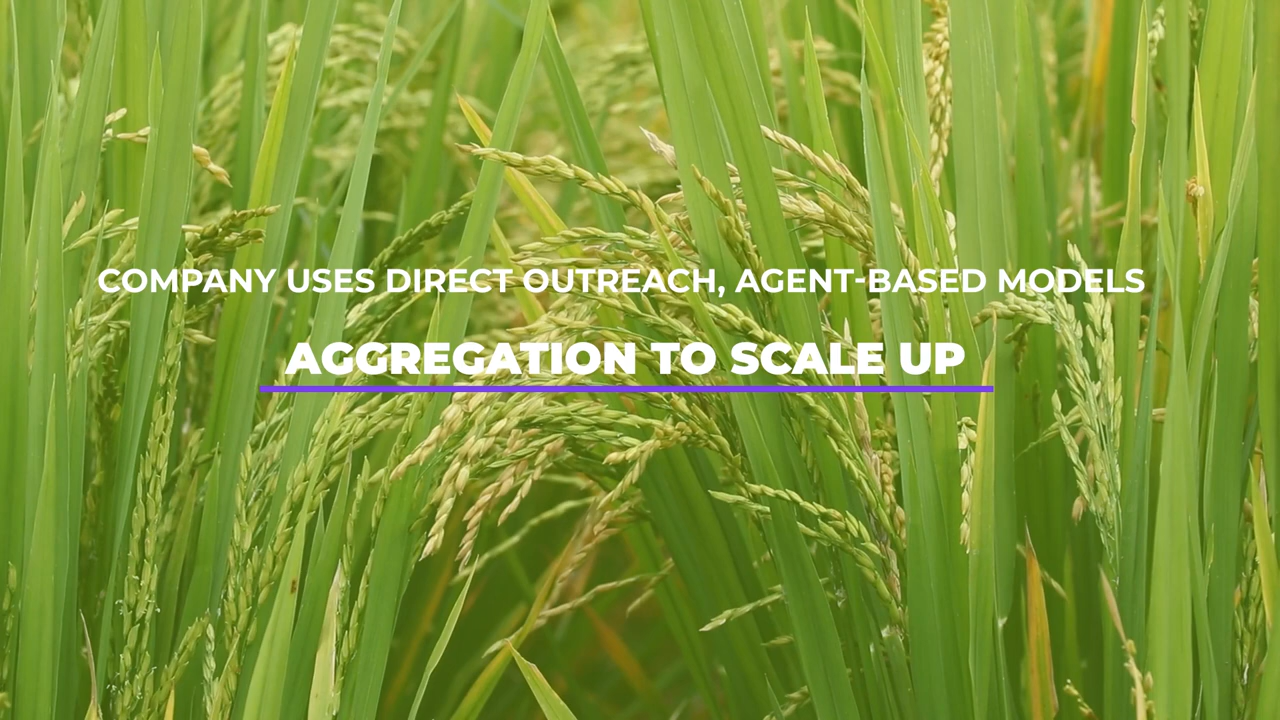 COMPANY USES DIRECT OUTREACH, AGENT-BASED MODELS
AGGREGATION TO SCALE UP